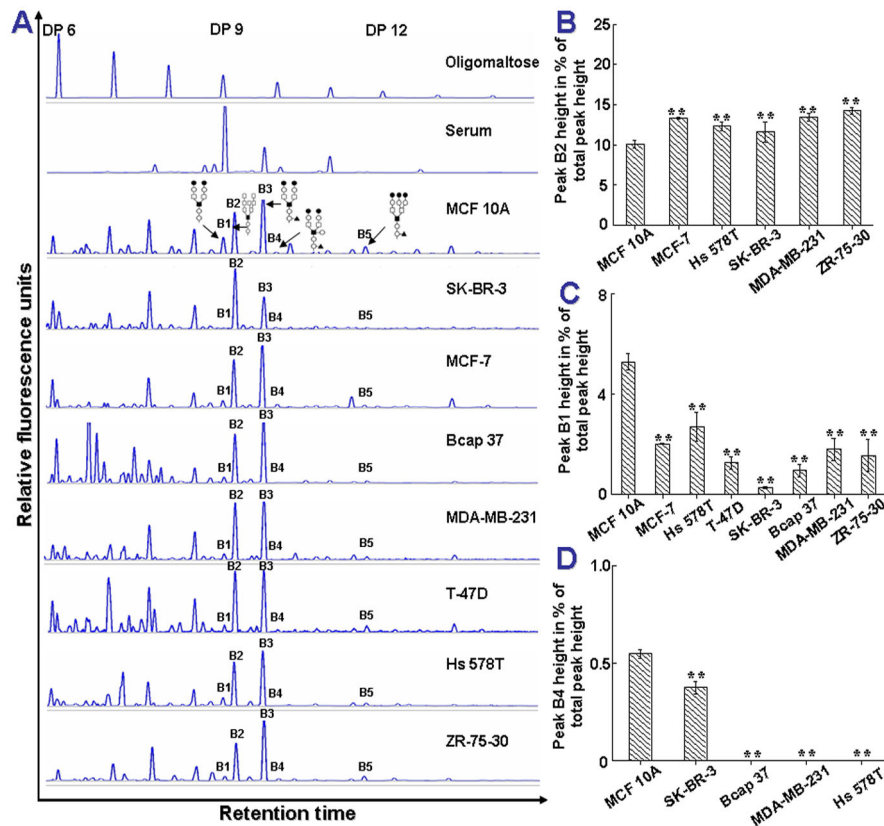 A
DP 6 DP 9 DP 12
Oligomaltose
Serum
B3
B2
MCF 10A
B1 B4 B5
B2
SK-BR-3
B3
B1 B4 B5
B3
MCF-7
B2
B1 B4 B5
B3
B2
Bcap 37
B1 B4 B5
B2 B3
MDA-MB-231
B1 B4 B5
B2 B3
T-47D
B1 B4 B5
B3
Hs 578T
B2
B1 B4 B5
B3
ZR-75-30
B2
B1 B4 B5
Relative fluorescence units
Retention time
B
Peak B2 height in % of
total peak height
25
20
15
10
5
0
** ** ** ** **
MCF 10A MCF-7 Hs 578T SK-BR-3 MDA-MB-231 ZR-75-30
C
Peak B1 height in % of
total peak height
8
4
0
** ** ** ** ** ** **
MCF 10A MCF-7 Hs 578T T-47D SK-BR-3 Bcap 37 MDA-MB-231 ZR-75-30
D
Peak B4 height in % of
total peak height
1.0
0.5
0.0
** ** ** **
MCF 10A SK-BR-3 Bcap 37 MDA-MB-231 Hs 578T